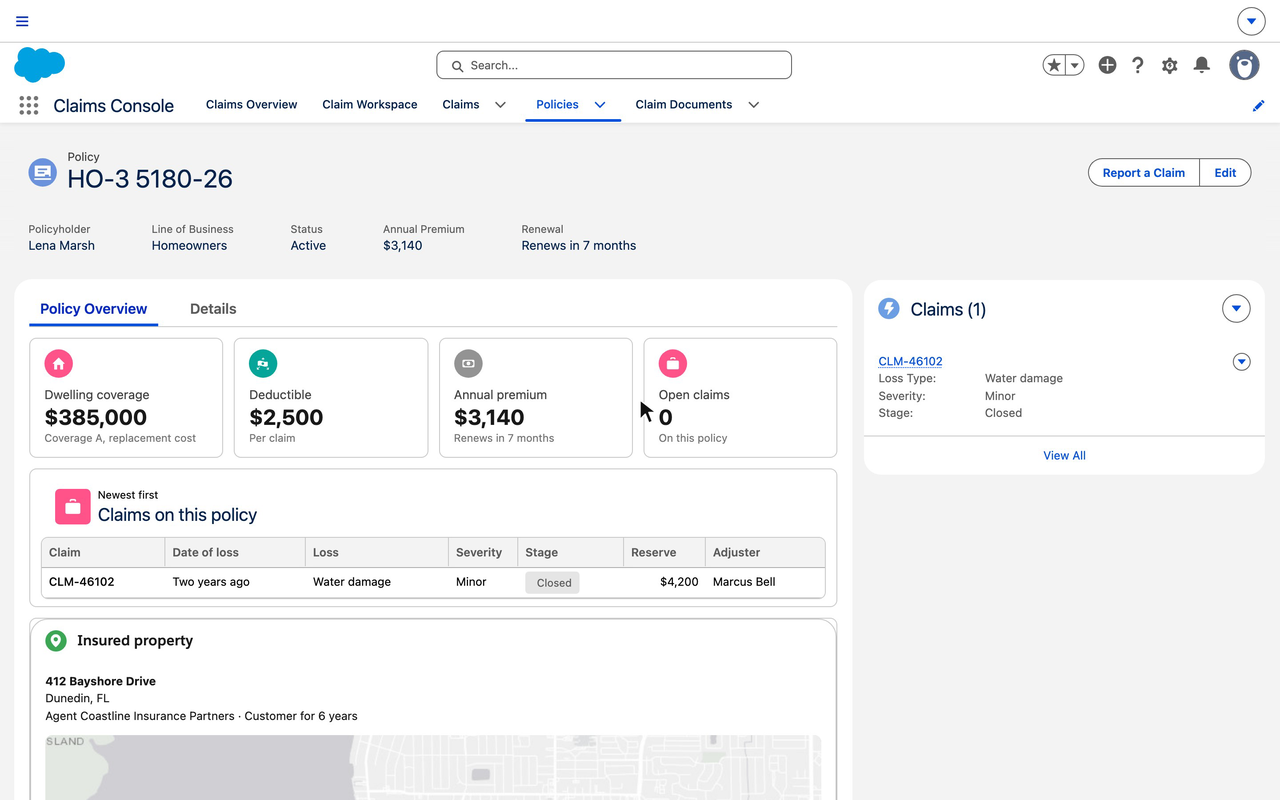 Search...
Claims Console
Claims Overview
Claim Workspace
Claims
Policies
Claim Documents
Policy
HO-3 5180-26
Report a Claim
Edit
Policyholder
Lena Marsh
Line of Business
Homeowners
Status
Active
Annual Premium
$3,140
Renewal
Renews in 7 months
Policy Overview
Details
Dwelling coverage
$385,000
Coverage A, replacement cost
Deductible
$2,500
Per claim
Annual premium
$3,140
Renews in 7 months
Open claims
0
On this policy
Newest first
Claims on this policy
Claim Date of loss Loss Severity Stage Reserve Adjuster
CLM-46102 Two years ago Water damage Minor Closed $4,200 Marcus Bell
Insured property
412 Bayshore Drive
Dunedin, FL
Agent Coastline Insurance Partners · Customer for 6 years
SLAND
Claims (1)
CLM-46102
Loss Type: Water damage
Severity: Minor
Stage: Closed
View All